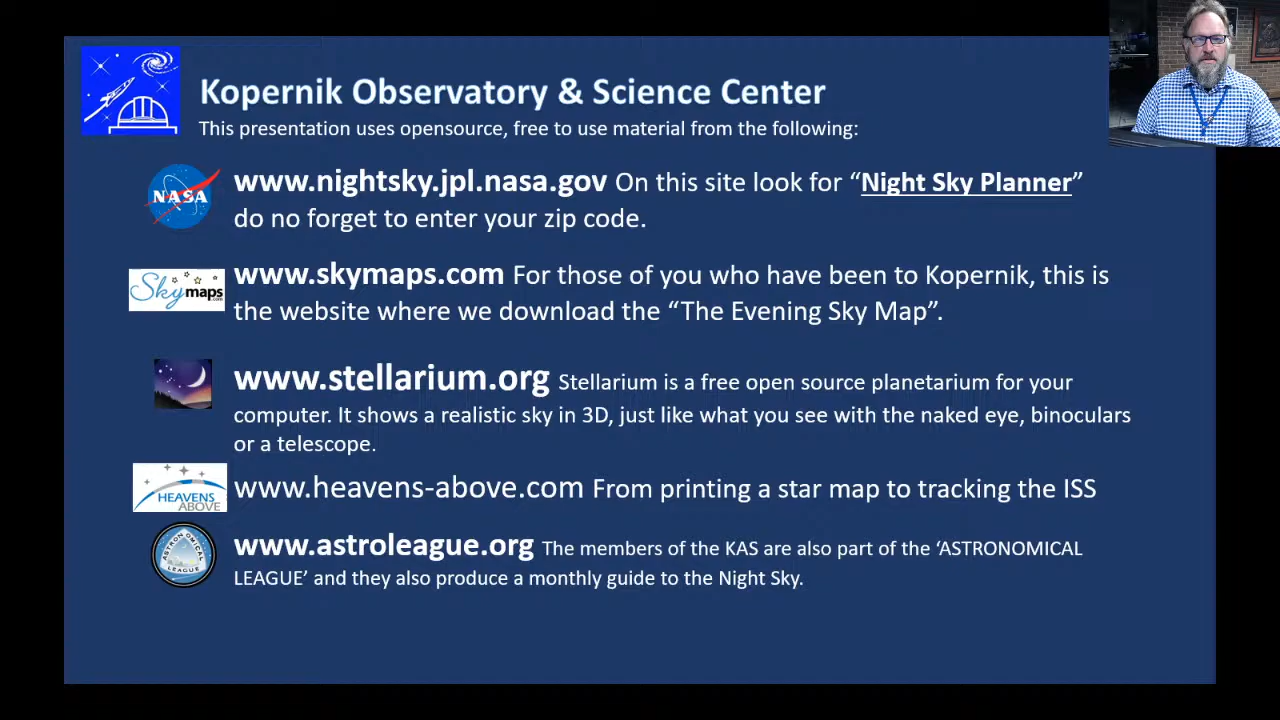 Kopernik Observatory & Science Center
This presentation uses opensource, free to use material from the following:
NASA
www.nightsky.jpl.nasa.gov On this site look for “Night Sky Planner”
do no forget to enter your zip code.
Sky maps.com
www.skymaps.com For those of you who have been to Kopernik, this is
the website where we download the “The Evening Sky Map”.
www.stellarium.org Stellarium is a free open source planetarium for your
computer. It shows a realistic sky in 3D, just like what you see with the naked eye, binoculars
or a telescope.
HEAVENS
ABOVE
www.heavens-above.com From printing a star map to tracking the ISS
ASTRONOMICAL
LEAGUE
www.astroleague.org The members of the KAS are also part of the ‘ASTRONOMICAL
LEAGUE’ and they also produce a monthly guide to the Night Sky.